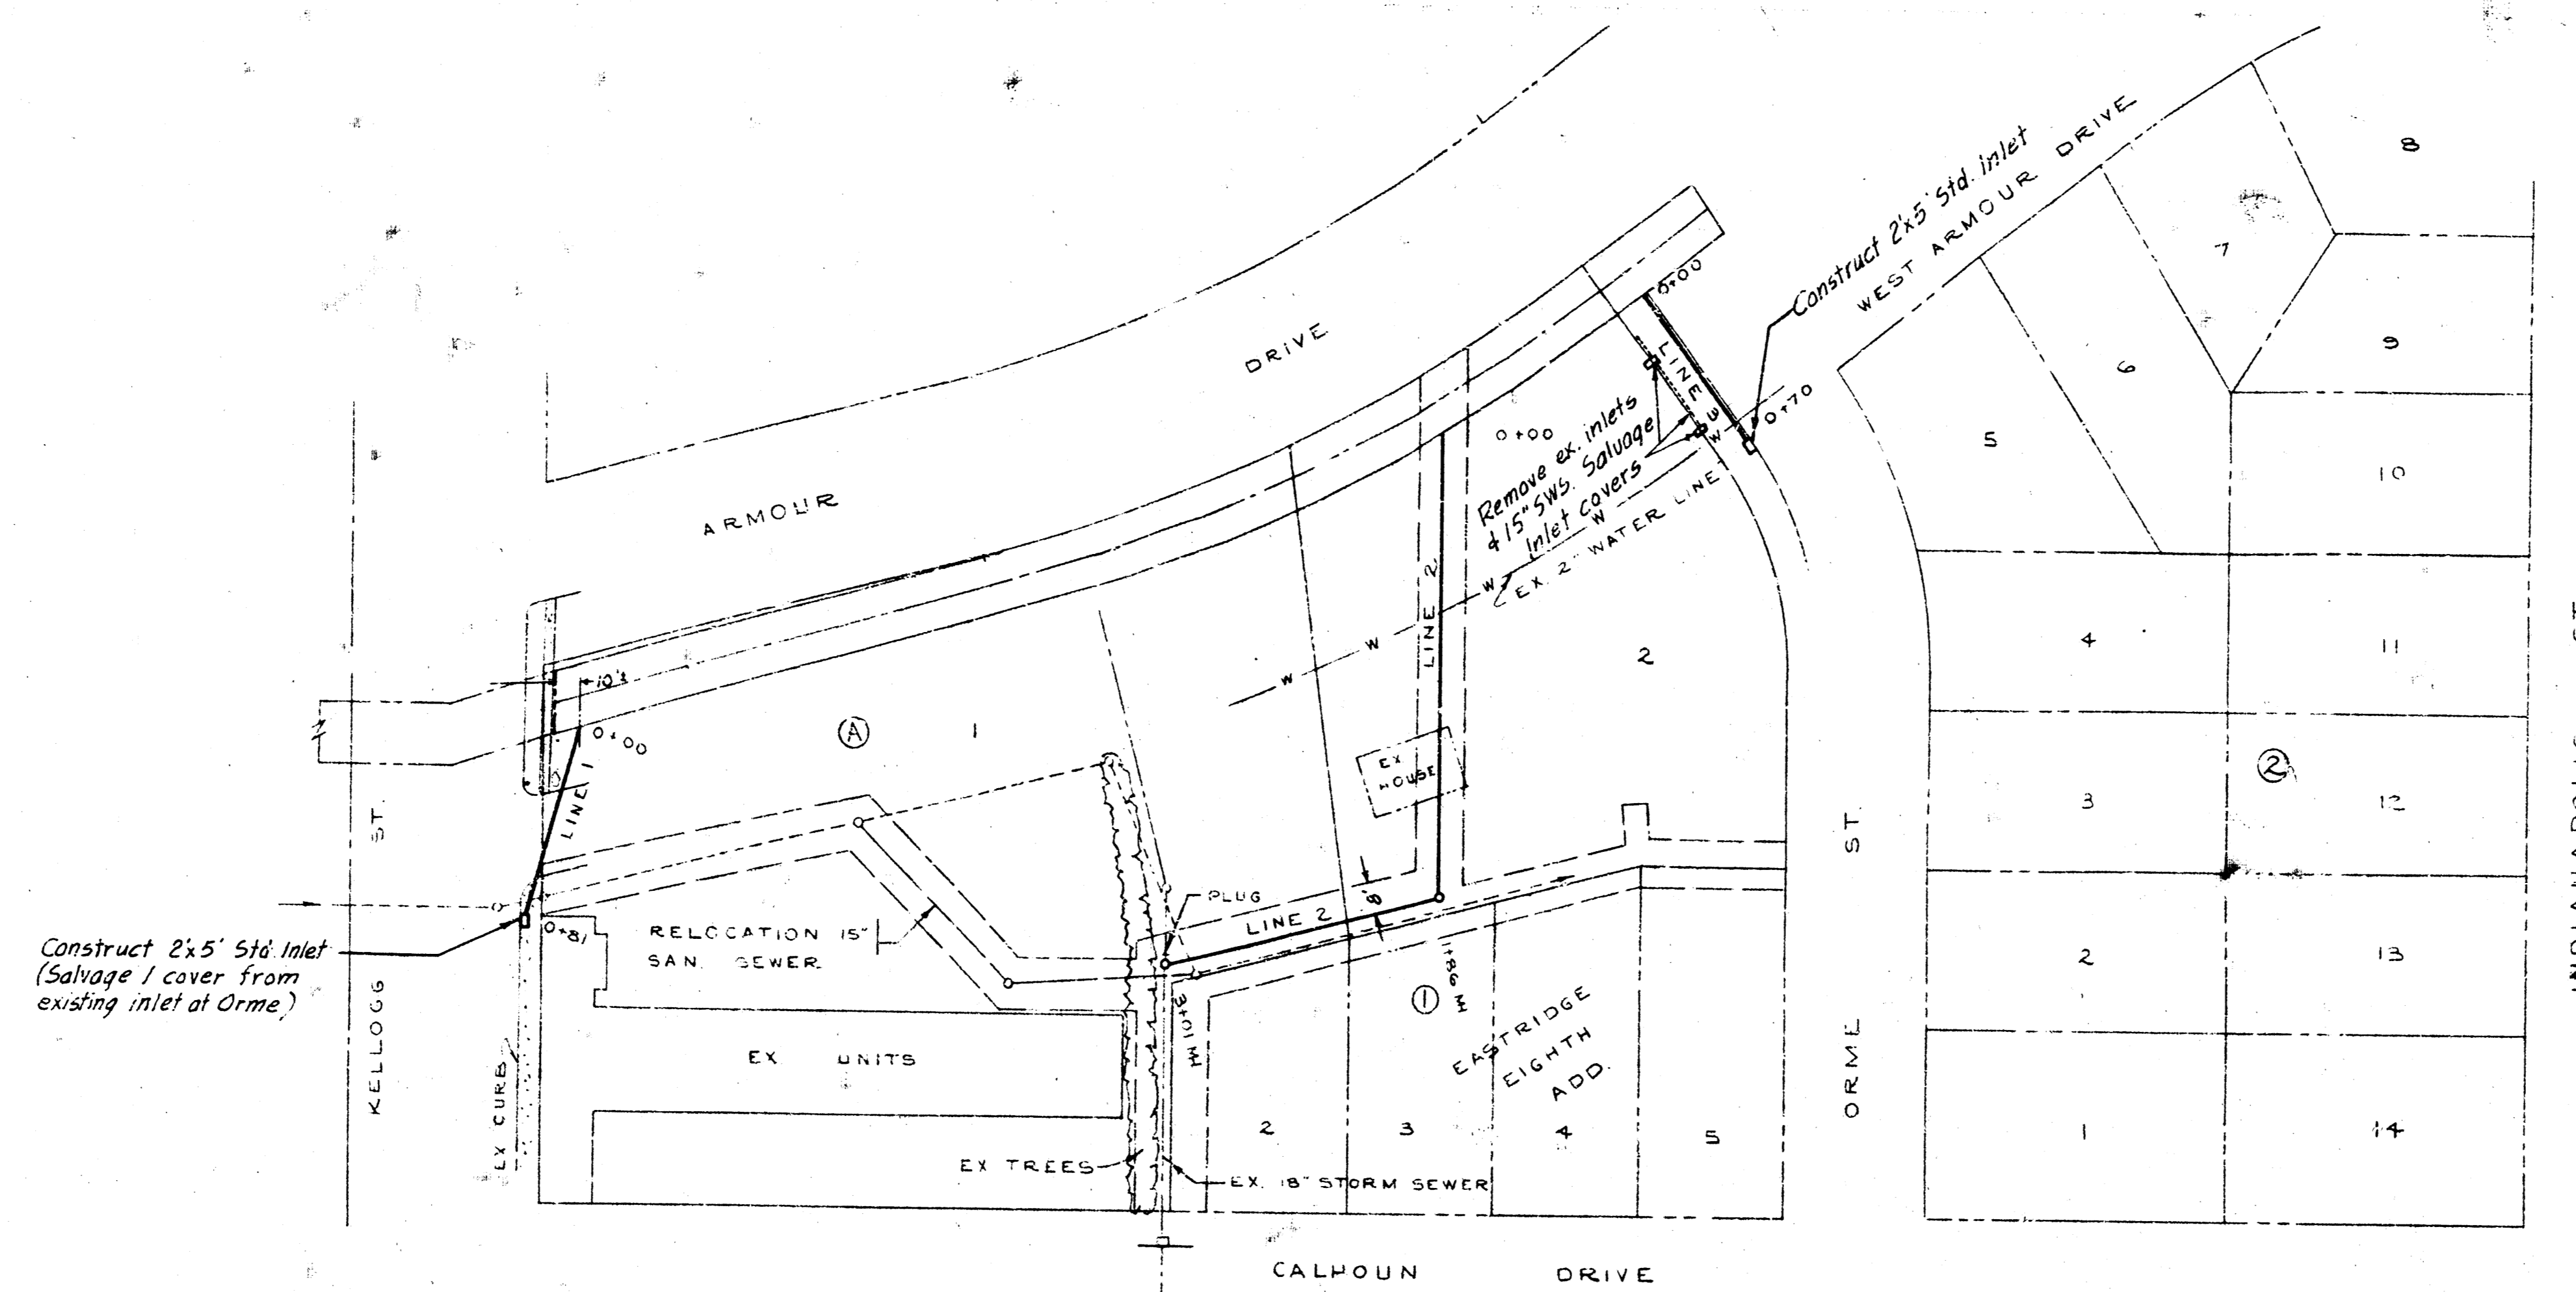 Construct 2'x5' Std. Inlet
WEST ARMOUR DRIVE
8
7
6
9
5
10
4
11
3
12
2
13
1
14
2
DRIVE
ARMOUR
0+00
LINE 3
0+70
Remove ex. inlets
& 15" SWS. Salvage
Inlet covers
0+00
W
W
W
W
W
EX. 2" WATER LINE
LINE 2
2
10'±
0+00
A
1
LINE 1
EX
HOUSE
ST.
KELLOGG
0+81
Construct 2'x5' Std. Inlet
(Salvage 1 cover from
existing inlet at Orme)
RELOCATION 15"
SAN. SEWER
PLUG
LINE 2
8'
1+86 MH
3+01 MH
1
EASTRIDGE
EIGHTH
ADD.
EX UNITS
EX CURB
EX TREES
EX. 18" STORM SEWER
2
3
4
5
ST.
ORME
CALHOUN DRIVE